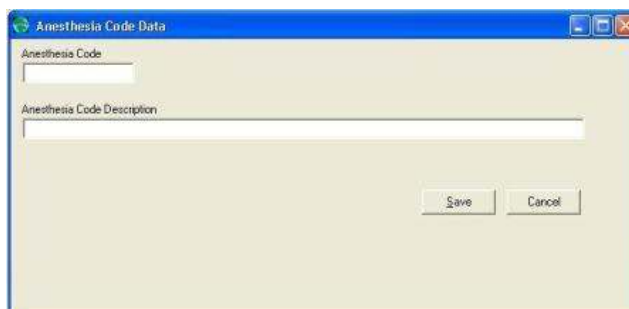 Anesthesia Code Data
Anesthesia Code
Anesthesia Code Description
Save Cancel